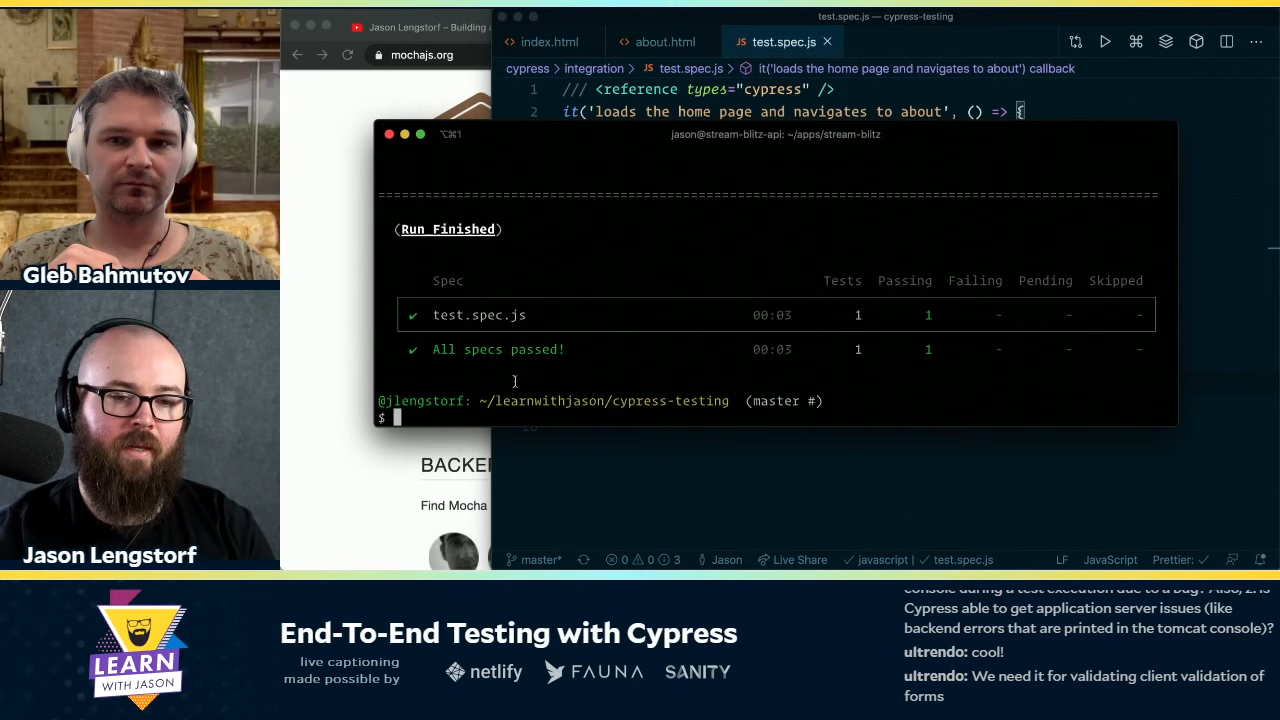 Gleb Bahmutov
Jason Lengstorf
Jason Lengstorf – Building
mochajs.org
BACKE
Find Mocha
test.spec.js — cypress-testing
index.html
about.html
JS test.spec.js
cypress > integration > JS test.spec.js > it('loads the home page and navigates to about') callback
1 /// <reference types="cypress" />
2 it('loads the home page and navigates to about', () => {
⌥⌘1
jason@stream-blitz-api: ~/apps/stream-blitz
================================================================================
(Run Finished)
Spec Tests Passing Failing Pending Skipped
✔ test.spec.js 00:03 1 1 - - -
✔ All specs passed! 00:03 1 1 - - -
@jlengstorf: ~/learnwithjason/cypress-testing (master #)
$
master* 0 0 3 Jason Live Share ✓ javascript | ✓ test.spec.js LF JavaScript Prettier: ✓
LEARN
WITH JASON
End-To-End Testing with Cypress
live captioning
made possible by
netlify
FAUNA
SANITY
console during a test execution due to a bug? Also, 2. Is
Cypress able to get application server issues (like
backend errors that are printed in the tomcat console)?
ultrendo: cool!
ultrendo: We need it for validating client validation of
forms